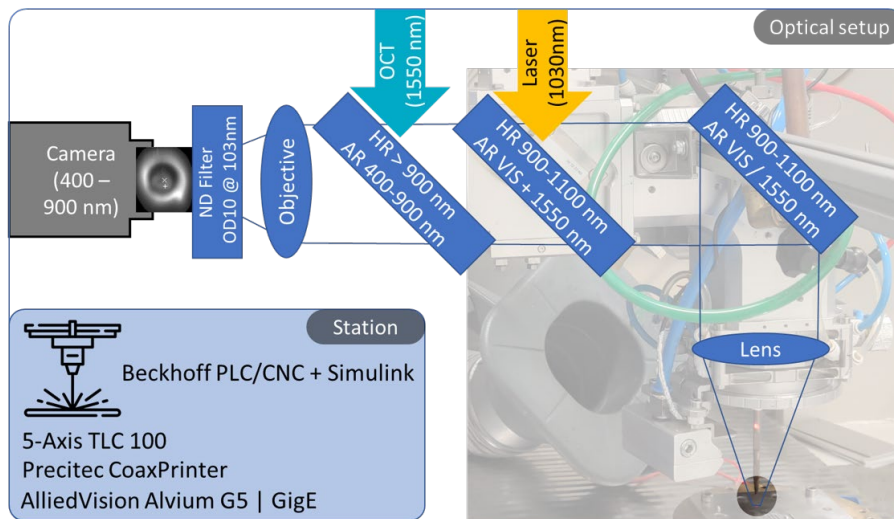 Optical setup
OCT
(1550 nm)
Laser
(1030nm)
Camera
(400 –
900 nm)
ND Filter
OD10 @ 103nm
Objective
HR > 900 nm
AR 400-900 nm
HR 900-1100 nm
AR VIS + 1550 nm
HR 900-1100 nm
AR VIS / 1550 nm
Lens
Station
Beckhoff PLC/CNC + Simulink
5-Axis TLC 100
Precitec CoaxPrinter
AlliedVision Alvium G5 | GigE